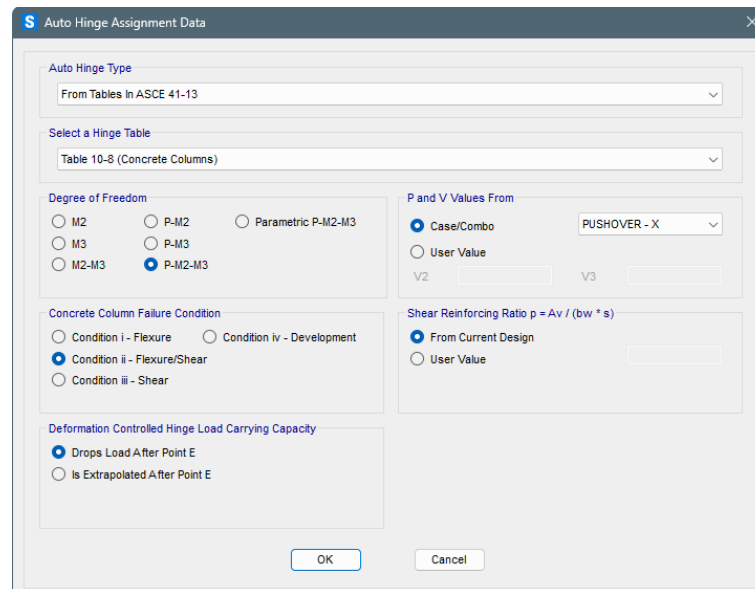 S Auto Hinge Assignment Data
Auto Hinge Type
From Tables In ASCE 41-13
Select a Hinge Table
Table 10-8 (Concrete Columns)
Degree of Freedom
M2 P-M2 Parametric P-M2-M3
M3 P-M3
M2-M3 P-M2-M3
P and V Values From
Case/Combo PUSHOVER - X
User Value
V2 V3
Concrete Column Failure Condition
Condition i - Flexure Condition iv - Development
Condition ii - Flexure/Shear
Condition iii - Shear
Shear Reinforcing Ratio p = Av / (bw * s)
From Current Design
User Value
Deformation Controlled Hinge Load Carrying Capacity
Drops Load After Point E
Is Extrapolated After Point E
OK Cancel